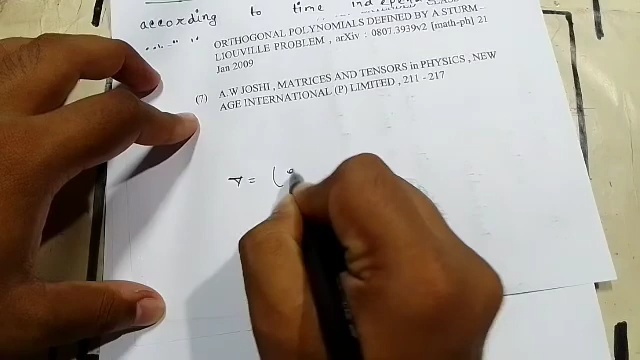 according to time
ORTHOGONAL POLYNOMIALS DEFINED BY A STURM -
LIOUVILLE PROBLEM , arXiv : 0807.3939v2 [math-ph] 21
Jan 2009
(7) A.W JOSHI , MATRICES AND TENSORS in PHYSICS , NEW
AGE INTERNATIONAL (P) LIMITED , 211 - 217